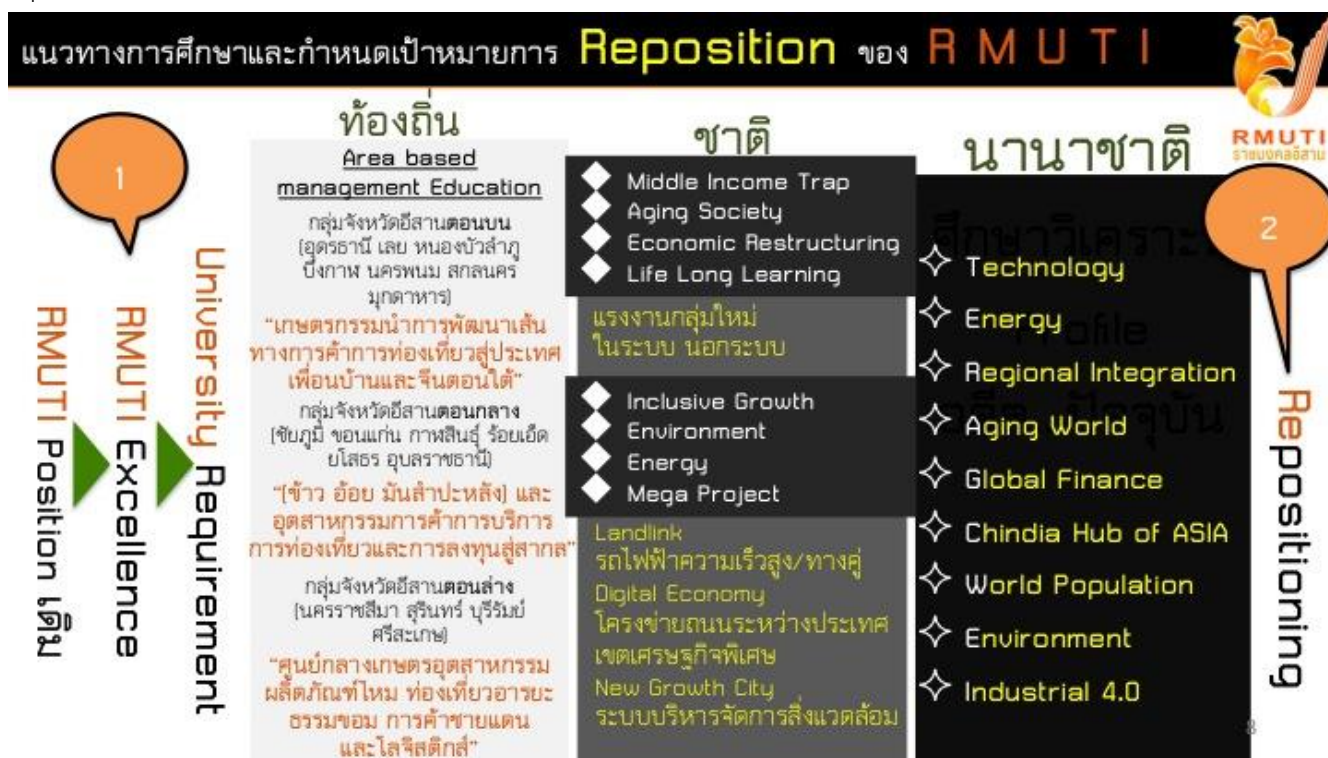 แนวทางการศึกษาและกำหนดเป้าหมายการ Reposition ของ R M U T I
RMUTI
ราชมงคลอีสาน
1
RMUTI Position เดิม
RMUTI Excellence
University Requirement
ท้องถิ่น
Area based
management Education
กลุ่มจังหวัดอีสานตอนบน
(อุดรธานี เลย หนองบัวลำภู
บึงกาฬ นครพนม สกลนคร
มุกดาหาร)
“เกษตรกรรมนำการพัฒนาเส้น
ทางการค้าการท่องเที่ยวสู่ประเทศ
เพื่อนบ้านและจีนตอนใต้”
กลุ่มจังหวัดอีสานตอนกลาง
(ชัยภูมิ ขอนแก่น กาฬสินธุ์ ร้อยเอ็ด
ยโสธร อุบลราชธานี)
“(ข้าว อ้อย มันสำปะหลัง) และ
อุตสาหกรรมการค้าการบริการ
การท่องเที่ยวและการลงทุนสู่สากล”
กลุ่มจังหวัดอีสานตอนล่าง
(นครราชสีมา สุรินทร์ บุรีรัมย์
ศรีสะเกษ)
“ศูนย์กลางเกษตรอุตสาหกรรม
ผลิตภัณฑ์ไหม ท่องเที่ยวอารยะ
ธรรมขอม การค้าชายแดน
และโลจิสติกส์”
ชาติ
Middle Income Trap
Aging Society
Economic Restructuring
Life Long Learning
แรงงานกลุ่มใหม่
ในระบบ นอกระบบ
Inclusive Growth
Environment
Energy
Mega Project
Landlink
รถไฟฟ้าความเร็วสูง/ทางคู่
Digital Economy
โครงข่ายถนนระหว่างประเทศ
เขตเศรษฐกิจพิเศษ
New Growth City
ระบบบริหารจัดการสิ่งแวดล้อม
นานาชาติ
Technology
Energy
Regional Integration
Aging World
Global Finance
Chindia Hub of ASIA
World Population
Environment
Industrial 4.0
2
Repositioning
8